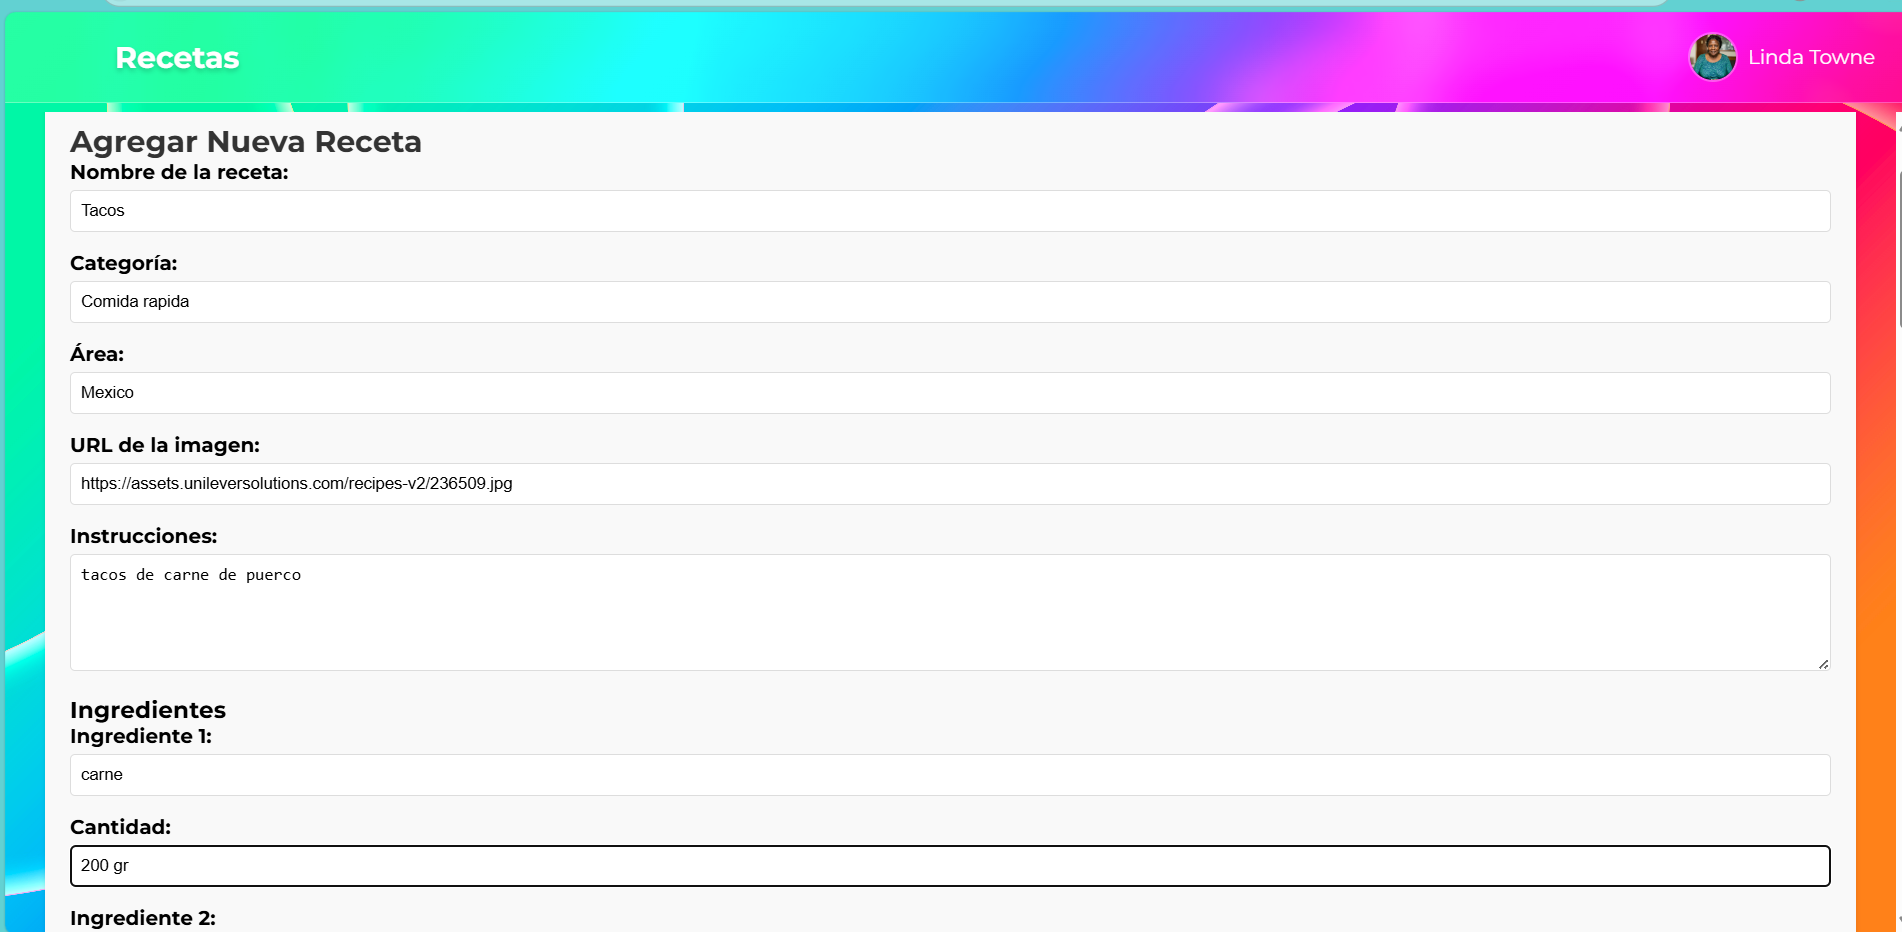 Recetas
Linda Towne
Agregar Nueva Receta
Nombre de la receta:
Tacos
Categoría:
Comida rapida
Área:
Mexico
URL de la imagen:
https://assets.unileversolutions.com/recipes-v2/236509.jpg
Instrucciones:
tacos de carne de puerco
Ingredientes
Ingrediente 1:
carne
Cantidad:
200 gr
Ingrediente 2: